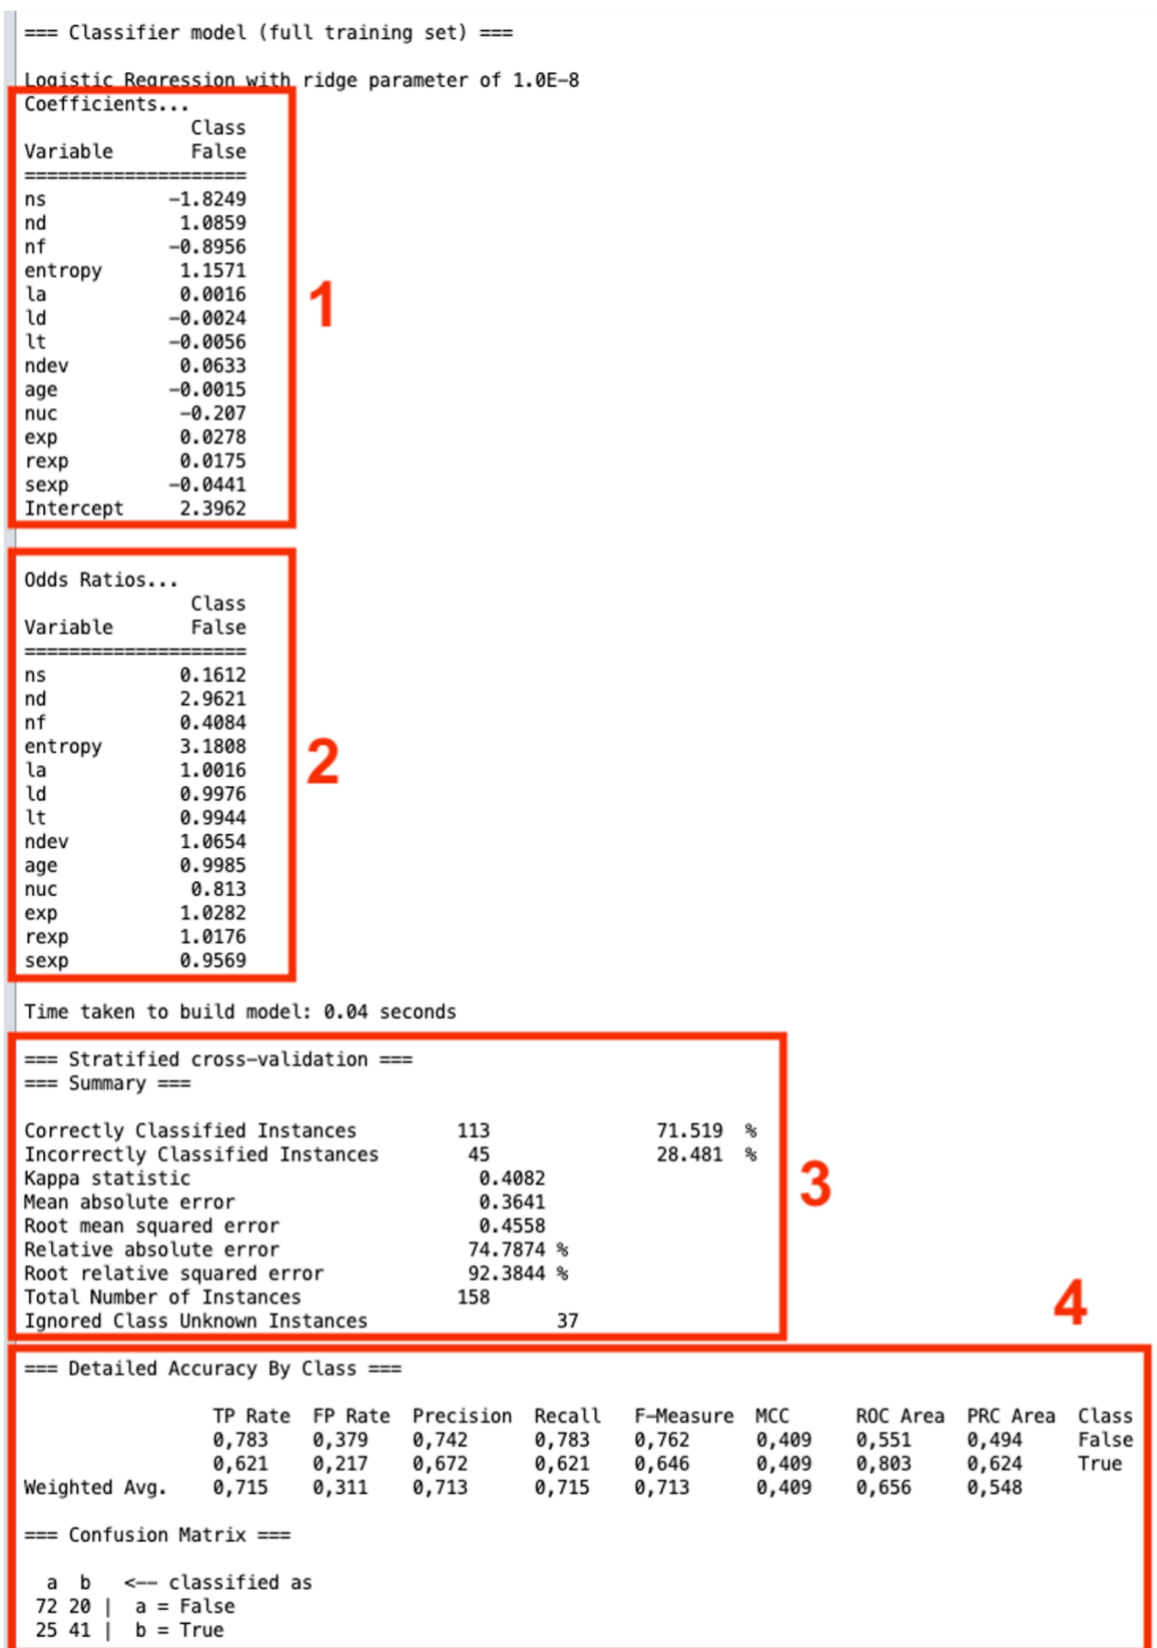 === Classifier model (full training set) ===
Logistic Regression with ridge parameter of 1.0E-8
Coefficients...
Class
Variable False
====================
ns -1.8249
nd 1.0859
nf -0.8956
entropy 1.1571
la 0.0016
ld -0.0024
lt -0.0056
ndev 0.0633
age -0.0015
nuc -0.207
exp 0.0278
rexp 0.0175
sexp -0.0441
Intercept 2.3962
1
Odds Ratios...
Class
Variable False
====================
ns 0.1612
nd 2.9621
nf 0.4084
entropy 3.1808
la 1.0016
ld 0.9976
lt 0.9944
ndev 1.0654
age 0.9985
nuc 0.813
exp 1.0282
rexp 1.0176
sexp 0.9569
2
Time taken to build model: 0.04 seconds
=== Stratified cross-validation ===
=== Summary ===
Correctly Classified Instances 113 71.519 %
Incorrectly Classified Instances 45 28.481 %
Kappa statistic 0.4082
Mean absolute error 0.3641
Root mean squared error 0.4558
Relative absolute error 74.7874 %
Root relative squared error 92.3844 %
Total Number of Instances 158
Ignored Class Unknown Instances 37
3
4
=== Detailed Accuracy By Class ===
TP Rate FP Rate Precision Recall F-Measure MCC ROC Area PRC Area Class
0,783 0,379 0,742 0,783 0,762 0,409 0,551 0,494 False
0,621 0,217 0,672 0,621 0,646 0,409 0,803 0,624 True
Weighted Avg. 0,715 0,311 0,713 0,715 0,713 0,409 0,656 0,548
=== Confusion Matrix ===
a b <-- classified as
72 20 | a = False
25 41 | b = True